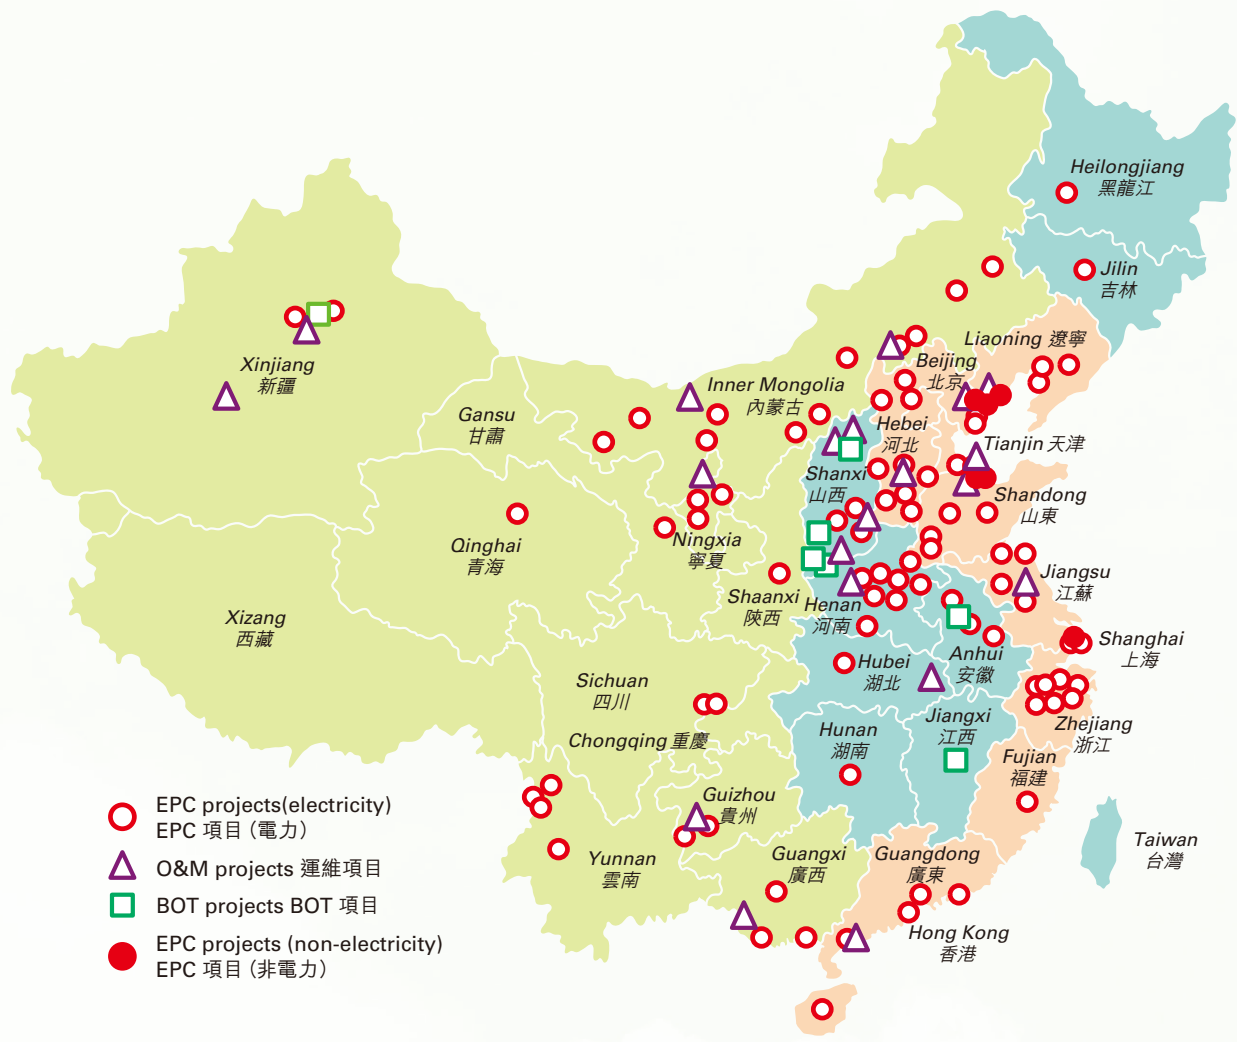 Heilongjiang
黑龍江
Jilin
吉林
Liaoning 遼寧
Beijing
北京
Xinjiang
新疆
Inner Mongolia
內蒙古
Gansu
甘肅
Hebei
河北
Tianjin 天津
Shanxi
山西
Shandong
山東
Qinghai
青海
Ningxia
寧夏
Jiangsu
江蘇
Shaanxi
陝西
Henan
河南
Xizang
西藏
Shanghai
上海
Anhui
安徽
Hubei
湖北
Sichuan
四川
Jiangxi
江西
Zhejiang
浙江
Chongqing 重慶
Hunan
湖南
Fujian
福建
Guizhou
貴州
Yunnan
雲南
Guangxi
廣西
Guangdong
廣東
Taiwan
台灣
Hong Kong
香港
EPC projects(electricity)
EPC 項目（電力）
O&M projects 運維項目
BOT projects BOT 項目
EPC projects (non-electricity)
EPC 項目（非電力）